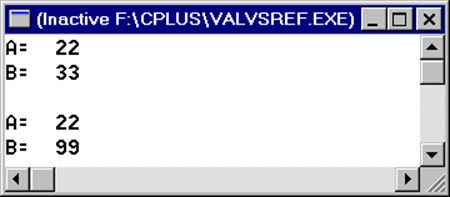 (Inactive F:\CPLUS\VALVSREF.EXE)
A=   22
B=   33
A=   22
B=   99